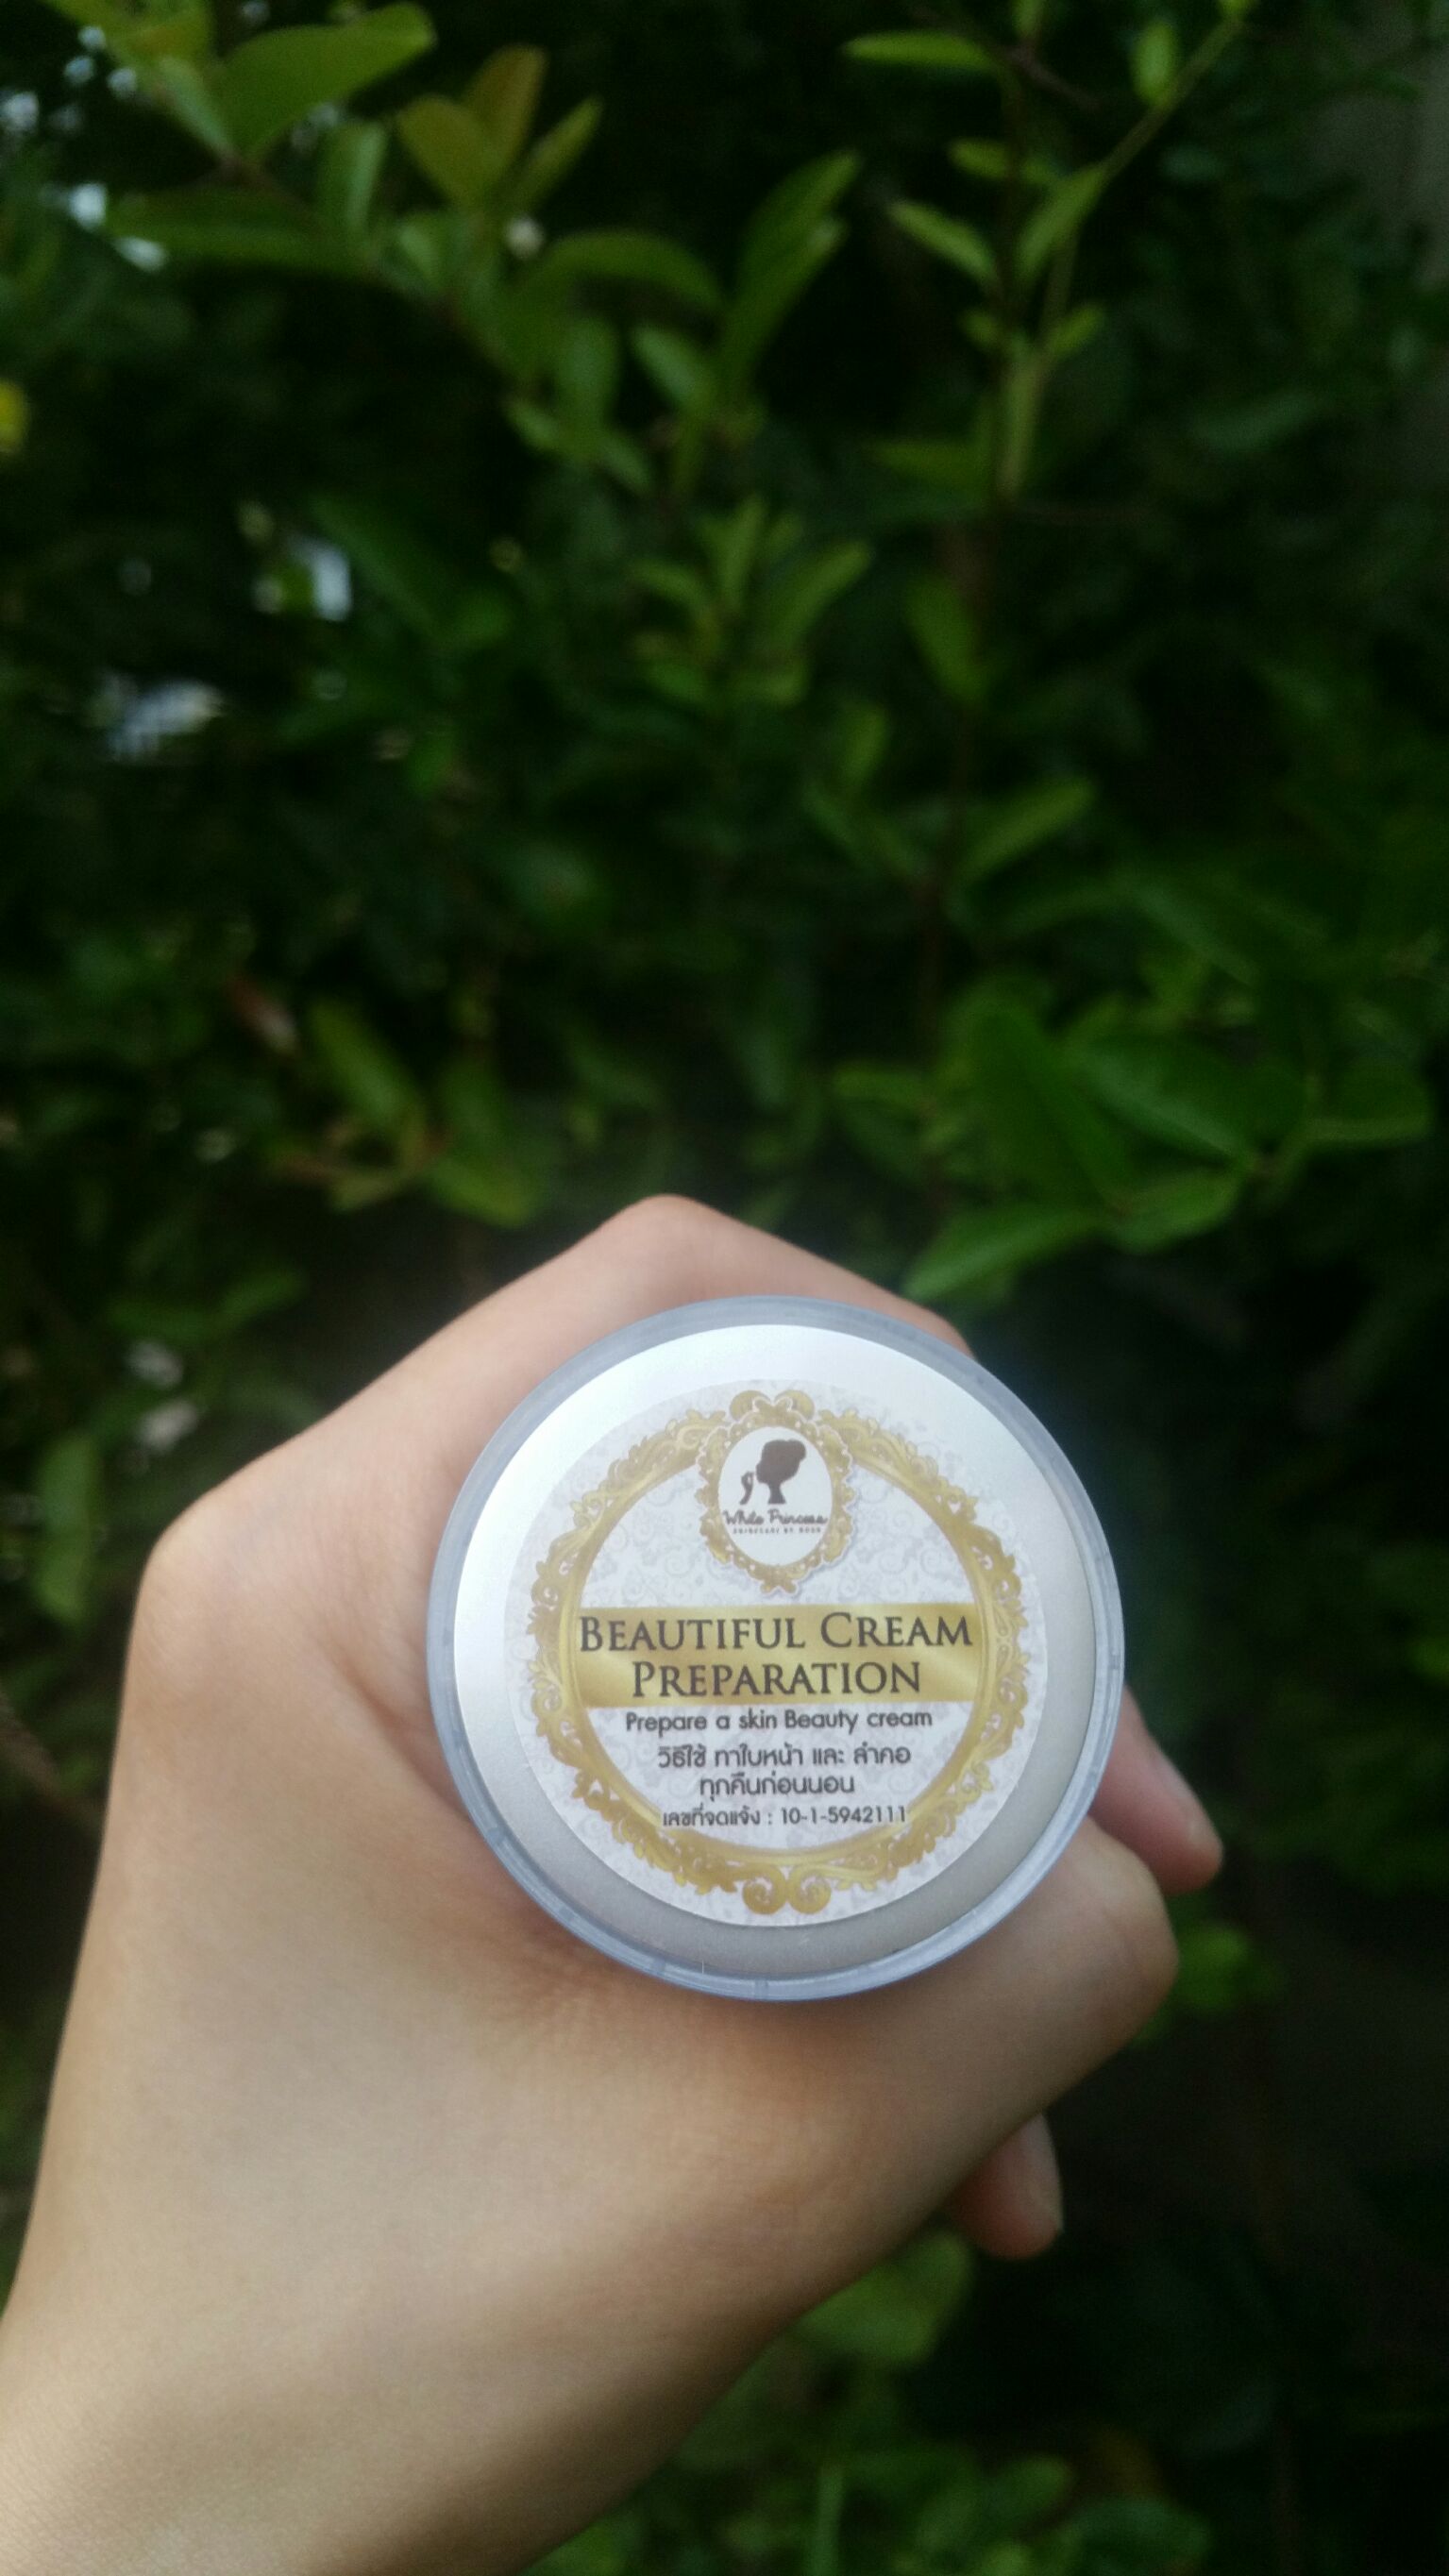 White Princess
BEAUTIFUL CREAM
PREPARATION
Prepare a skin Beauty cream
วิธีใช้ ทาใบหน้า และ ลำคอ
ทุกคืนก่อนนอน
เลขที่จดแจ้ง : 10-1-5942111